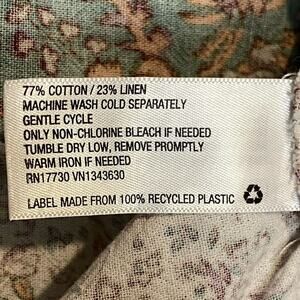 77% COTTON / 23% LINEN
MACHINE WASH COLD SEPARATELY
GENTLE CYCLE
ONLY NON-CHLORINE BLEACH IF NEEDED
TUMBLE DRY LOW, REMOVE PROMPTLY
WARM IRON IF NEEDED
RN17730 VN1343630
LABEL MADE FROM 100% RECYCLED PLASTIC